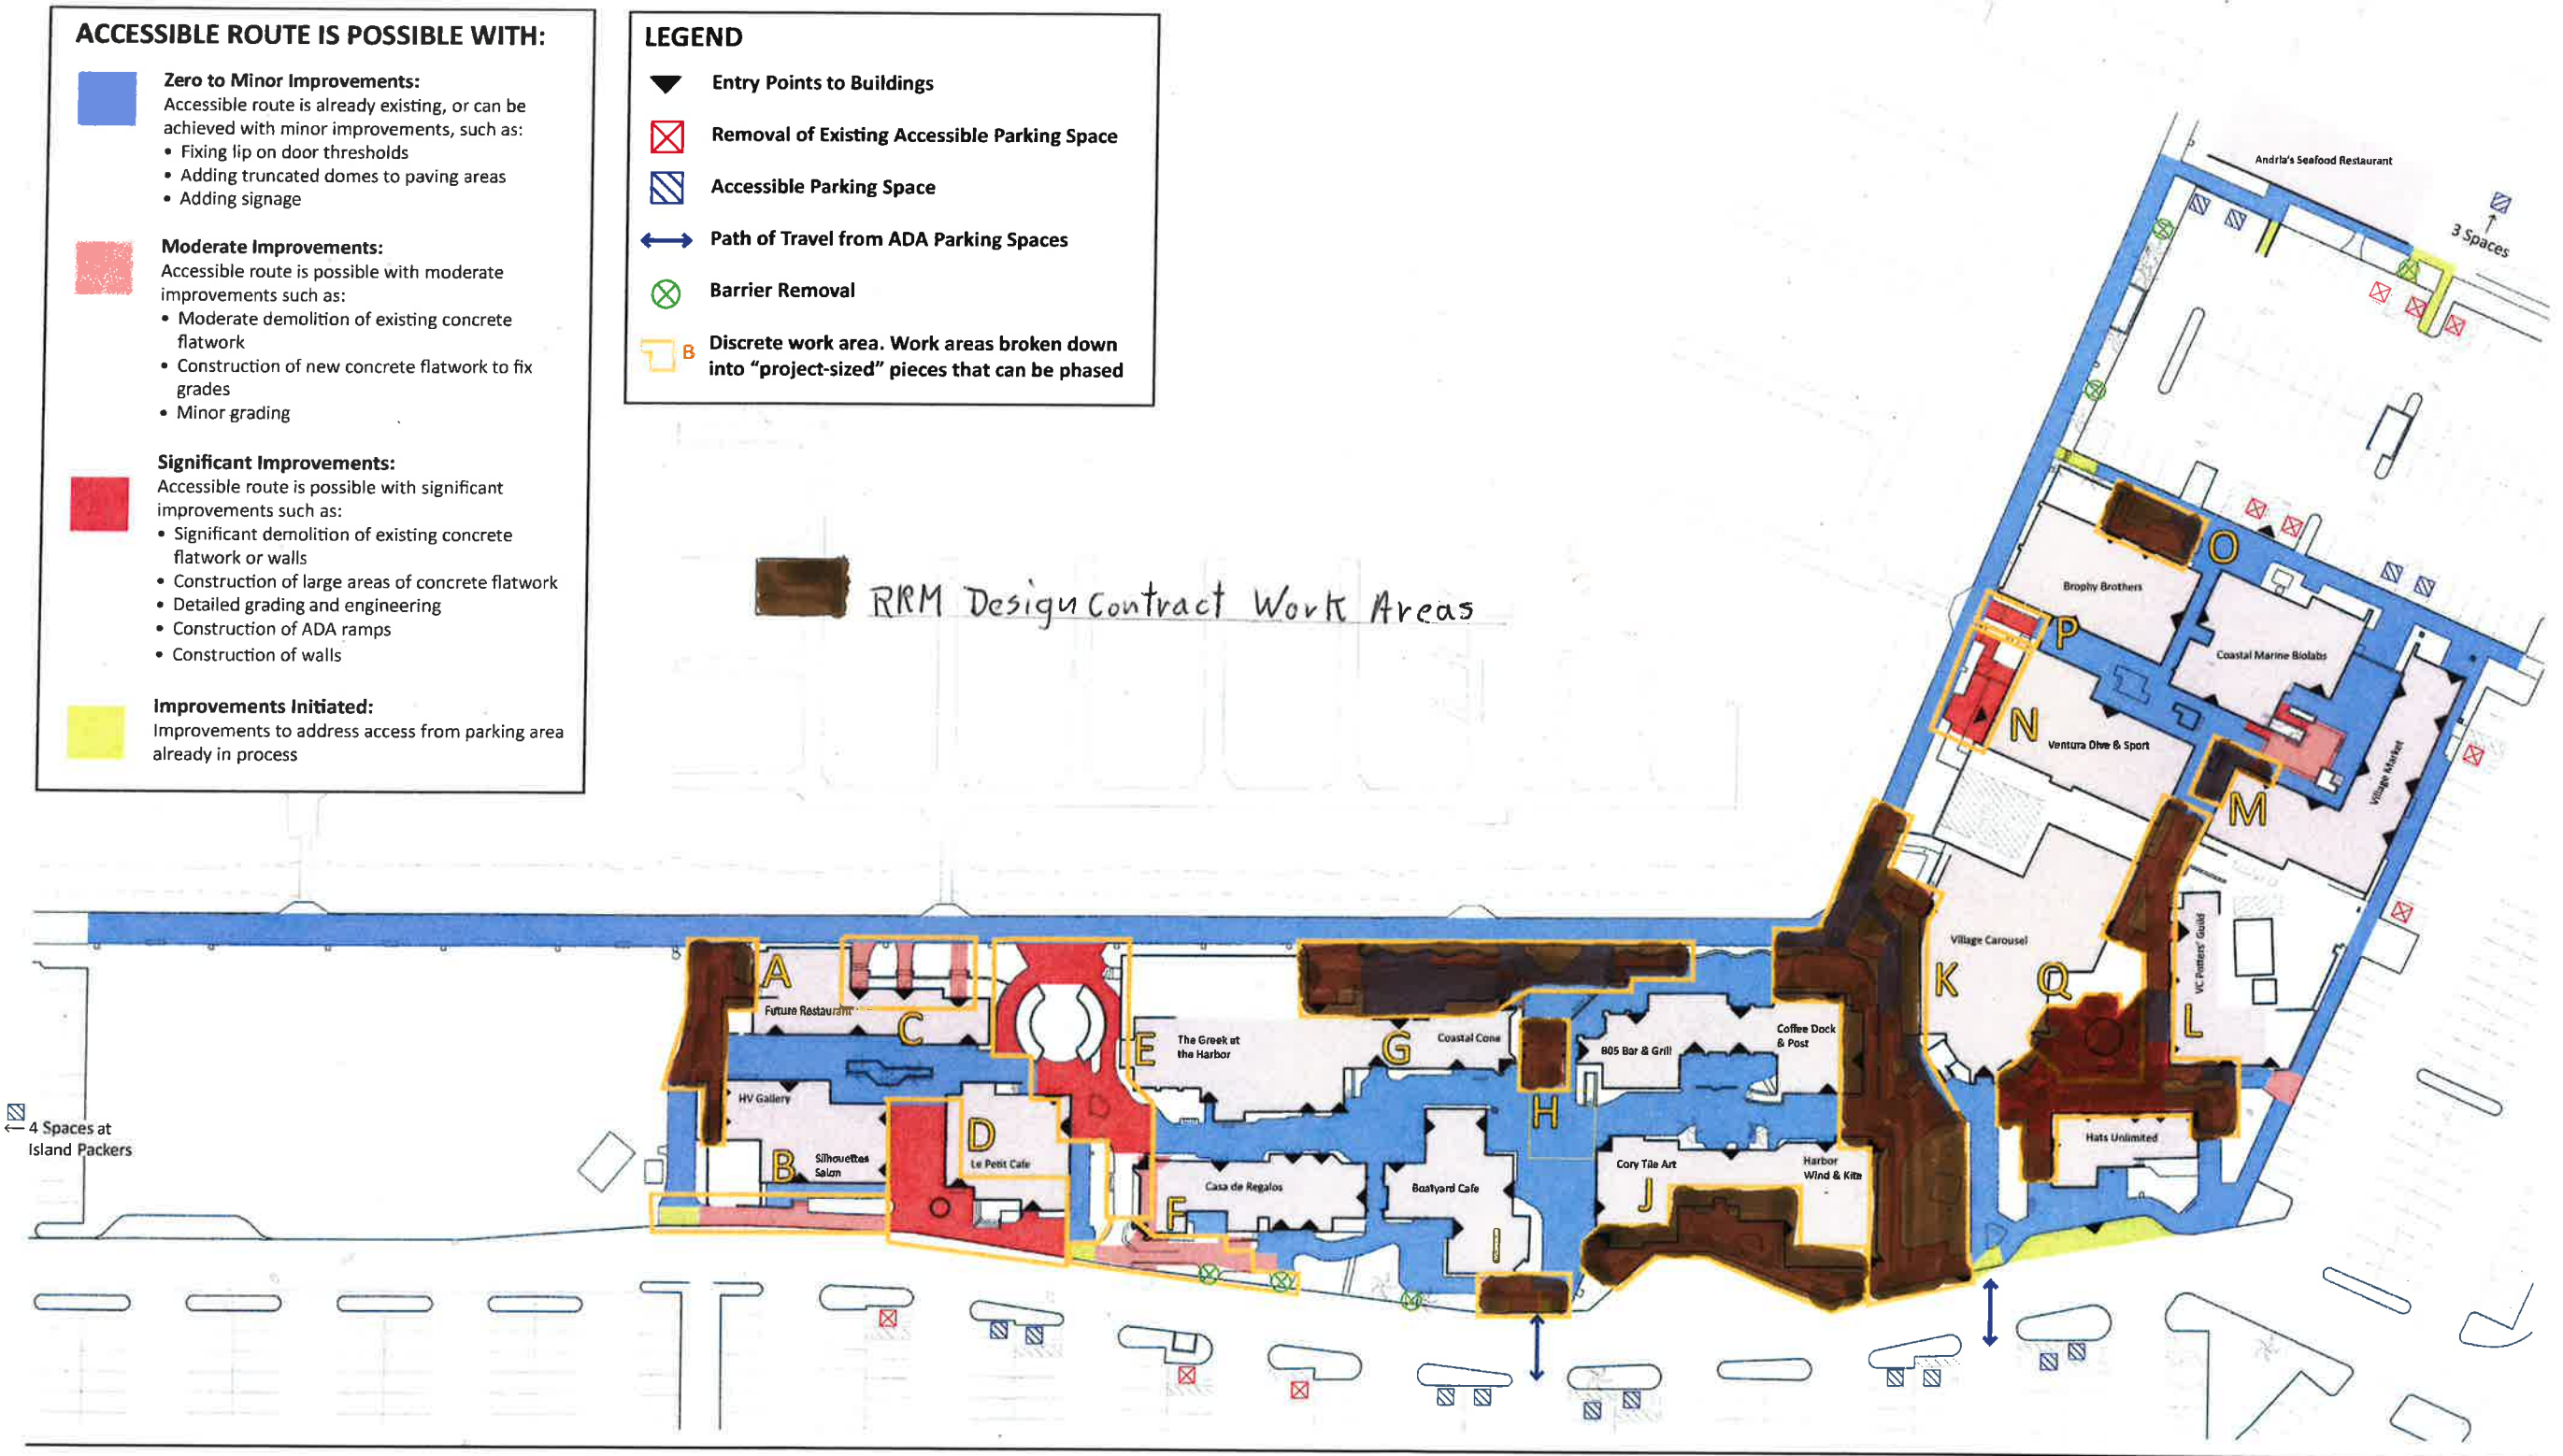 ACCESSIBLE ROUTE IS POSSIBLE WITH:
Zero to Minor Improvements:
Accessible route is already existing, or can be
achieved with minor improvements, such as:
• Fixing lip on door thresholds
• Adding truncated domes to paving areas
• Adding signage
Moderate Improvements:
Accessible route is possible with moderate
improvements such as:
• Moderate demolition of existing concrete
flatwork
• Construction of new concrete flatwork to fix
grades
• Minor grading
Significant Improvements:
Accessible route is possible with significant
improvements such as:
• Significant demolition of existing concrete
flatwork or walls
• Construction of large areas of concrete flatwork
• Detailed grading and engineering
• Construction of ADA ramps
• Construction of walls
Improvements Initiated:
Improvements to address access from parking area
already in process
LEGEND
Entry Points to Buildings
Removal of Existing Accessible Parking Space
Accessible Parking Space
Path of Travel from ADA Parking Spaces
Barrier Removal
B
Discrete work area. Work areas broken down
into “project-sized” pieces that can be phased
RRM Design Contract Work Areas
Andria's Seafood Restaurant
3 Spaces
O
Brophy Brothers
P
Coastal Marine Biolabs
N
Ventura Dive & Sport
Village Market
M
Village Carousel
VC Potters' Guild
K
Q
L
Hats Unlimited
A
Future Restaurant
C
E
The Greek at
the Harbor
G
Coastal Cone
805 Bar & Grill
Coffee Dock
& Post
H
HV Gallery
D
Le Petit Cafe
B
Silhouettes
Salon
Casa de Regalos
F
Boatyard Cafe
I
Cory Tile Art
J
Harbor
Wind & Kite
4 Spaces at
Island Packers